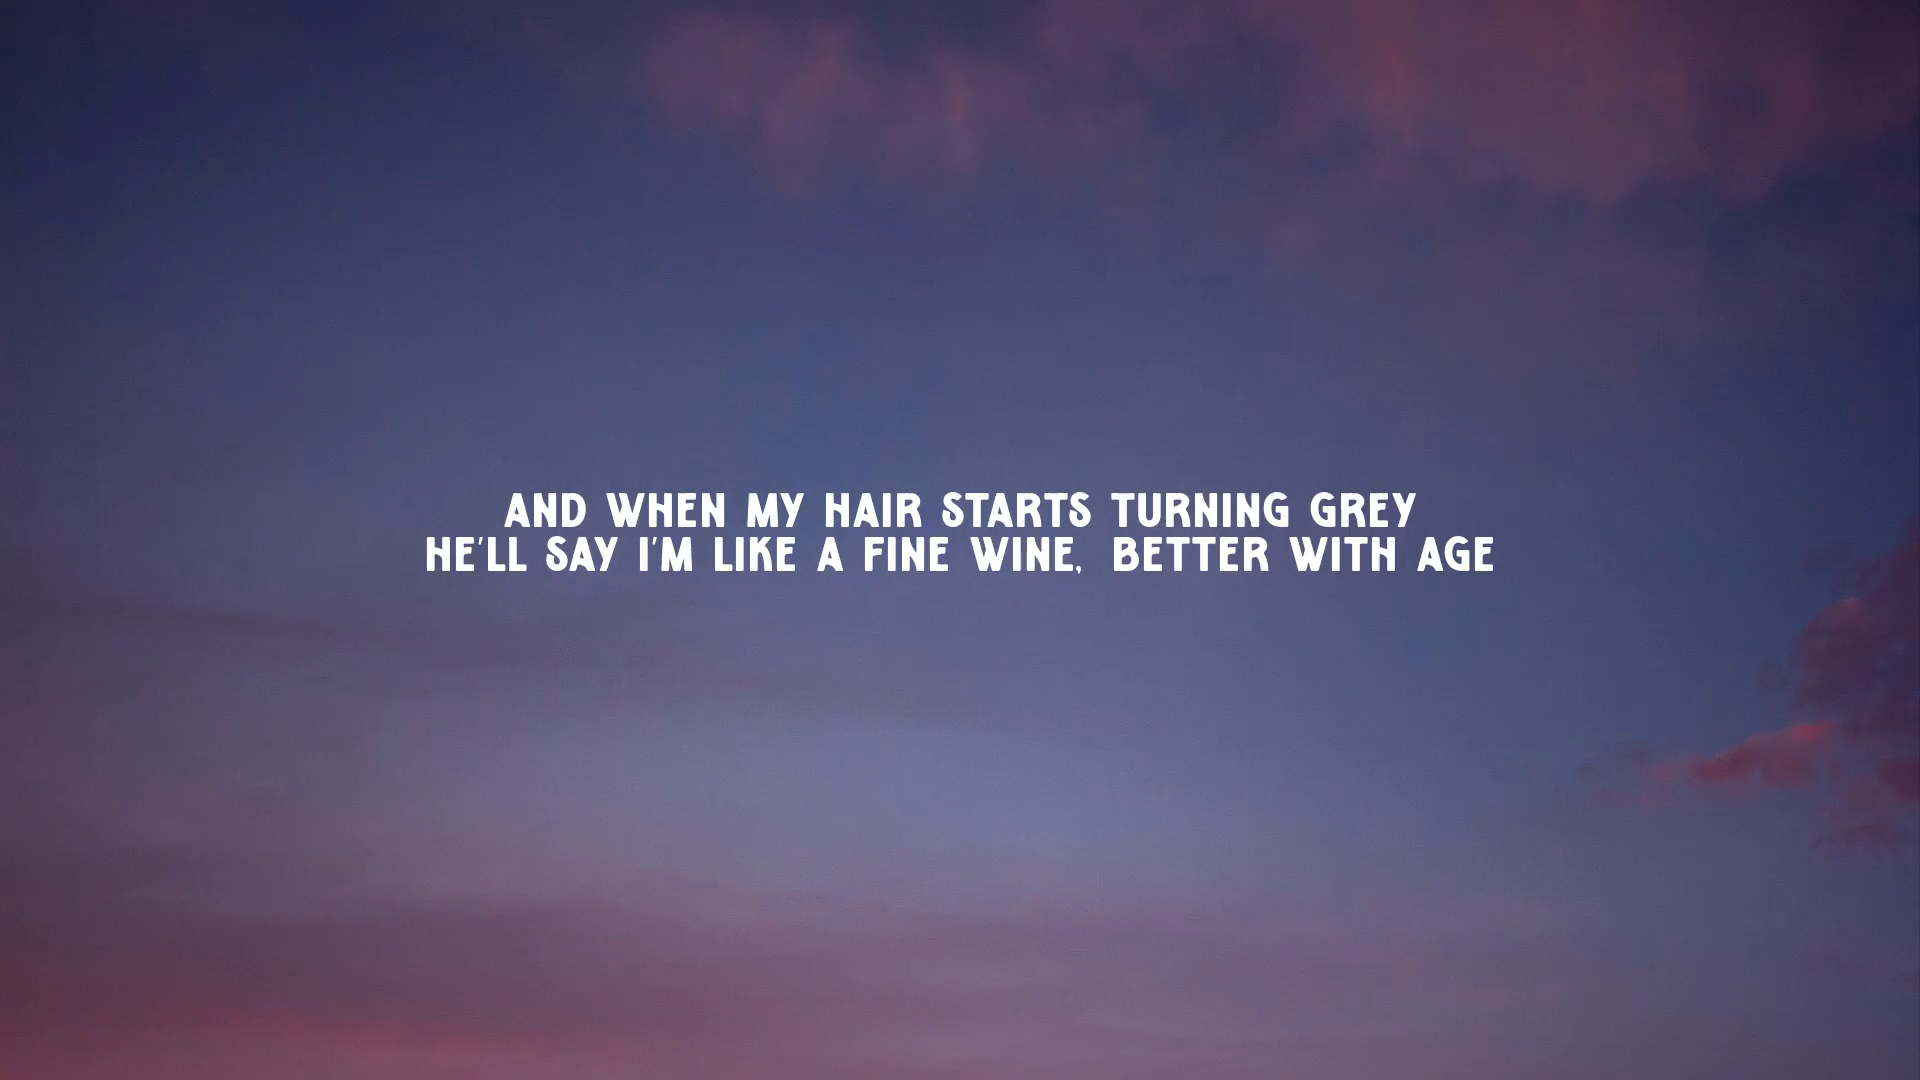 AND WHEN MY HAIR STARTS TURNING GREY
HE'LL SAY I'M LIKE A FINE WINE, BETTER WITH AGE